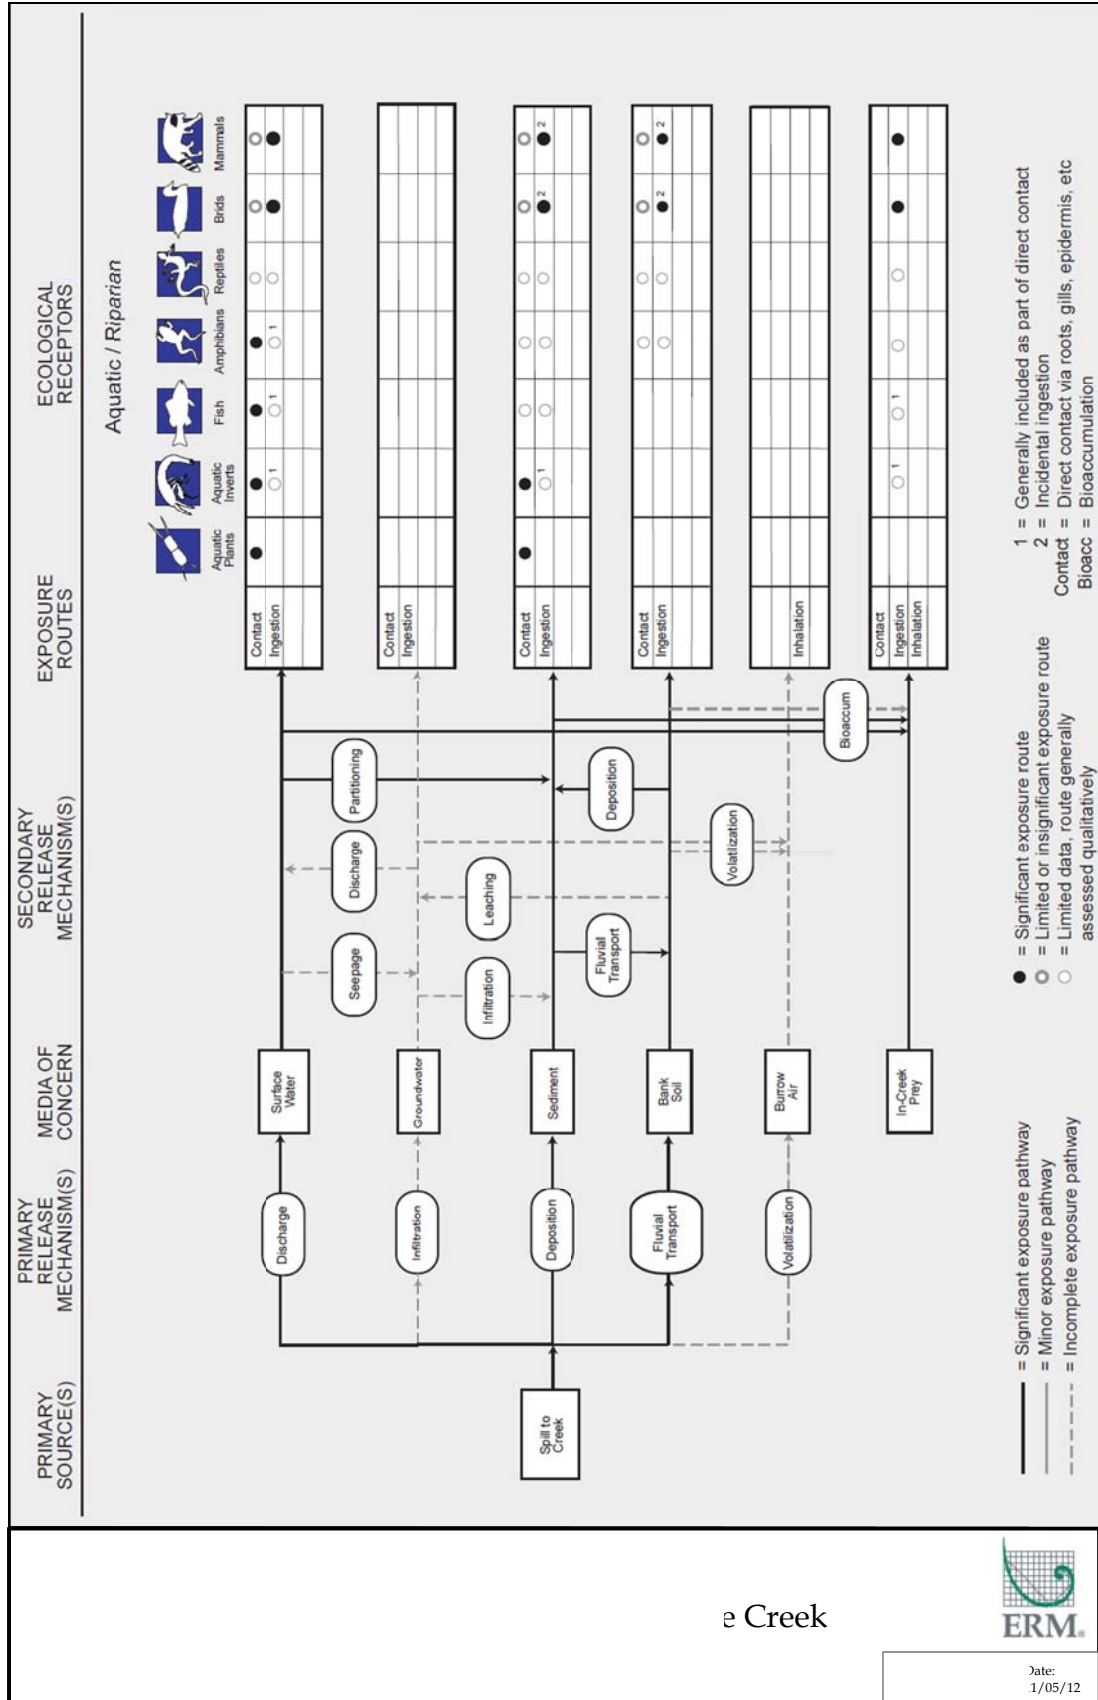 PRIMARY
SOURCE(S)
PRIMARY
RELEASE
MECHANISM(S)
MEDIA OF
CONCERN
SECONDARY
RELEASE
MECHANISM(S)
EXPOSURE
ROUTES
ECOLOGICAL
RECEPTORS
Aquatic / Riparian
Aquatic
Plants
Aquatic
Inverts
Fish
Amphibians
Reptiles
Brids
Mammals
Spill to
Creek
Discharge
Surface
Water
Seepage
Discharge
Partitioning
Contact
Ingestion
1
1
1
Infiltration
Groundwater
Contact
Ingestion
Infiltration
Leaching
Deposition
Sediment
Contact
Ingestion
1
2
2
Fluvial
Transport
Deposition
Fluvial
Transport
Bank
Soil
Contact
Ingestion
2
2
Volatilization
Volatilization
Burrow
Air
Inhalation
Bioaccum
In-Creek
Prey
Contact
Ingestion
Inhalation
1
1
= Significant exposure pathway
= Minor exposure pathway
= Incomplete exposure pathway
= Significant exposure route
= Limited or insignificant exposure route
= Limited data, route generally
assessed qualitatively
1 = Generally included as part of direct contact
2 = Incidental ingestion
Contact = Direct contact via roots, gills, epidermis, etc
Bioacc = Bioaccumulation
e Creek
ERM®
Date:
1/05/12